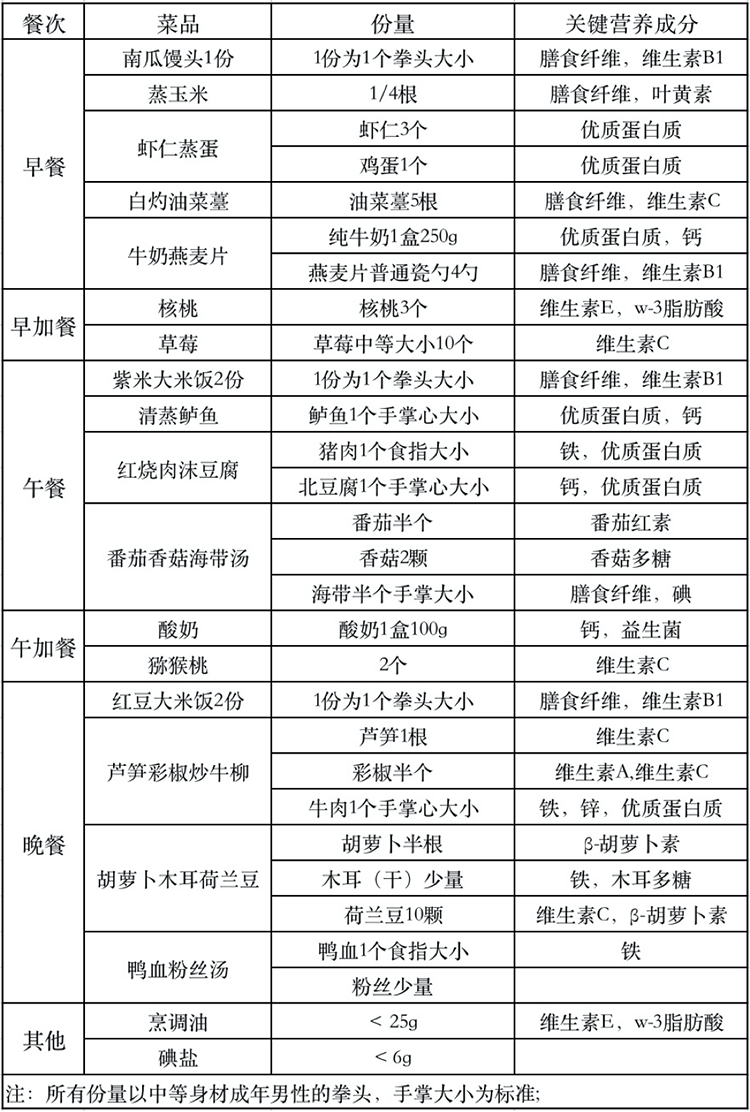 餐次 菜品 份量 关键营养成分
早餐 南瓜馒头1份 1份为1个拳头大小 膳食纤维，维生素B1
蒸玉米 1/4根 膳食纤维，叶黄素
虾仁蒸蛋 虾仁3个 优质蛋白质
鸡蛋1个 优质蛋白质
白灼油菜薹 油菜薹5根 膳食纤维，维生素C
牛奶燕麦片 纯牛奶1盒250g 优质蛋白质，钙
燕麦片普通瓷勺4勺 膳食纤维，维生素B1
早加餐 核桃 核桃3个 维生素E，w-3脂肪酸
草莓 草莓中等大小10个 维生素C
午餐 紫米大米饭2份 1份为1个拳头大小 膳食纤维，维生素B1
清蒸鲈鱼 鲈鱼1个手掌心大小 优质蛋白质，钙
红烧肉沫豆腐 猪肉1个食指大小 铁，优质蛋白质
北豆腐1个手掌心大小 钙，优质蛋白质
番茄香菇海带汤 番茄半个 番茄红素
香菇2颗 香菇多糖
海带半个手掌大小 膳食纤维，碘
午加餐 酸奶 酸奶1盒100g 钙，益生菌
猕猴桃 2个 维生素C
晚餐 红豆大米饭2份 1份为1个拳头大小 膳食纤维，维生素B1
芦笋彩椒炒牛柳 芦笋1根 维生素C
彩椒半个 维生素A,维生素C
牛肉1个手掌心大小 铁，锌，优质蛋白质
胡萝卜木耳荷兰豆 胡萝卜半根 β-胡萝卜素
木耳（干）少量 铁，木耳多糖
荷兰豆10颗 维生素C，β-胡萝卜素
鸭血粉丝汤 鸭血1个食指大小 铁
粉丝少量
其他 烹调油 < 25g 维生素E，w-3脂肪酸
碘盐 < 6g
注：所有份量以中等身材成年男性的拳头，手掌大小为标准;